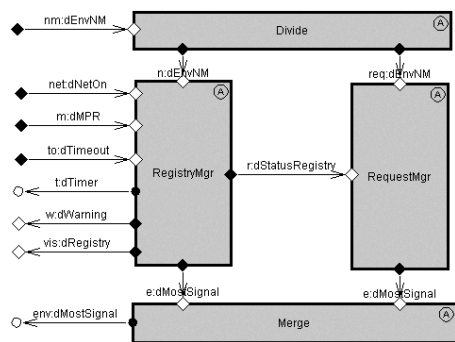 nm:dEnvNM
A
Divide
n:dEnvNM
req:dEnvNM
net:dNetOn
A
A
m:dMPR
to:dTimeout
RegistryMgr
r:dStatusRegistry
RequestMgr
t:dTimer
w:dWarning
vis:dRegistry
e:dMostSignal
e:dMostSignal
env:dMostSignal
Merge
A